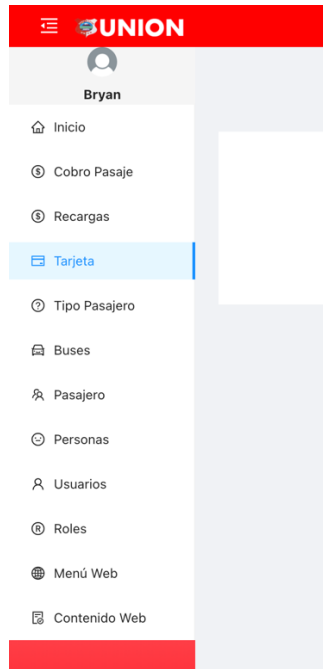 UNION
Bryan
Inicio
Cobro Pasaje
Recargas
Tarjeta
Tipo Pasajero
Buses
Pasajero
Personas
Usuarios
Roles
Menú Web
Contenido Web